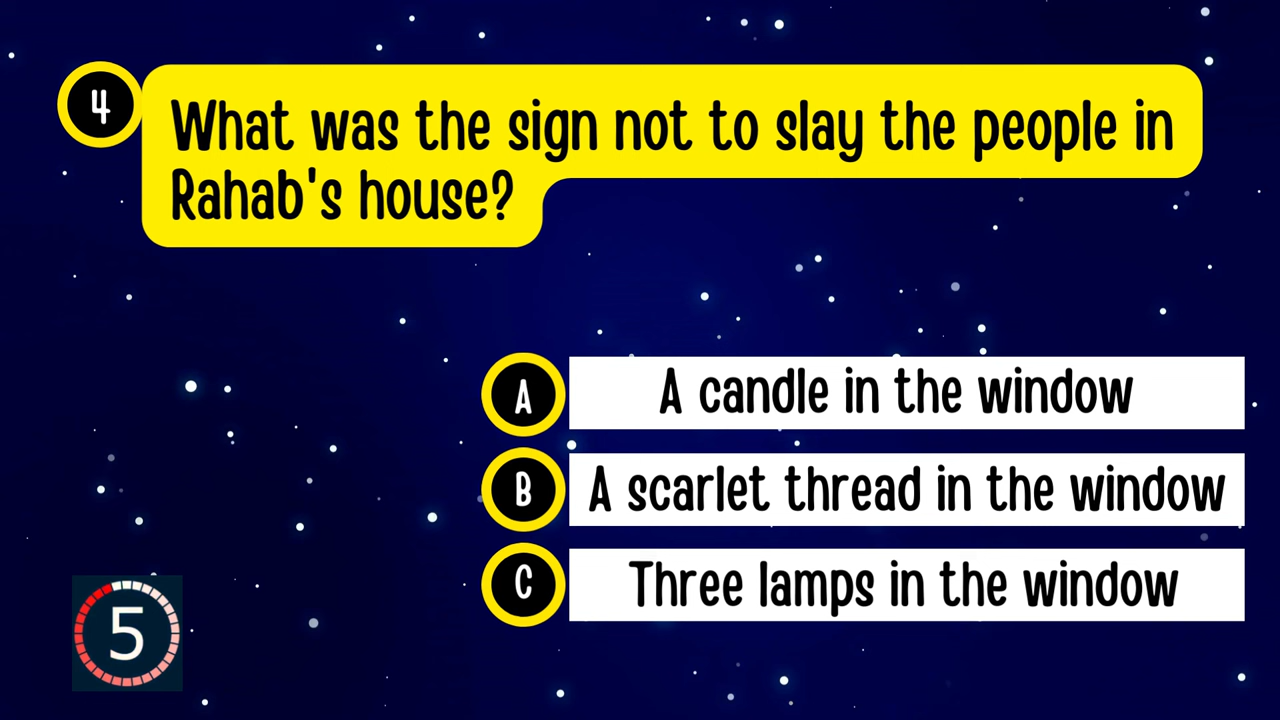 4
What was the sign not to slay the people in
Rahab's house?
A A candle in the window
B A scarlet thread in the window
C Three lamps in the window
5